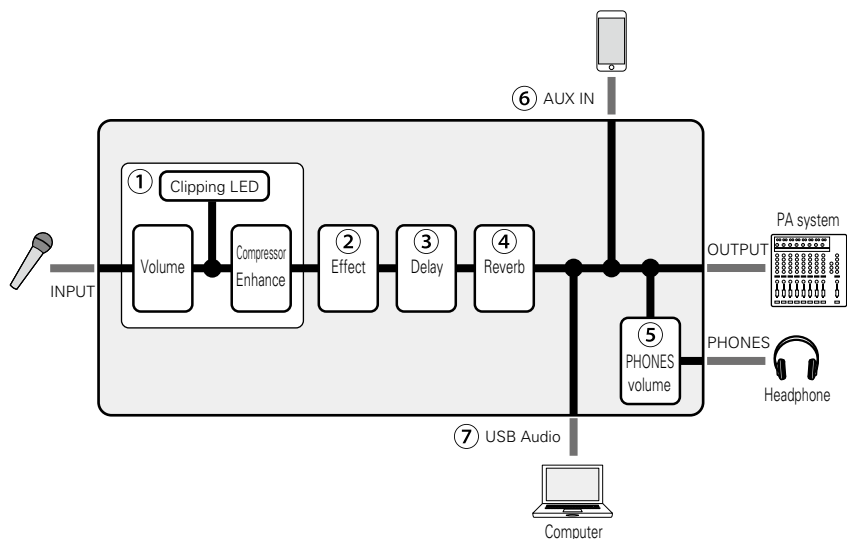 ⑥ AUX IN
① Clipping LED
PA system
Volume
Compressor
Enhance
② Effect
③ Delay
④ Reverb
INPUT
OUTPUT
⑤
PHONES
volume
PHONES
Headphone
⑦ USB Audio
Computer